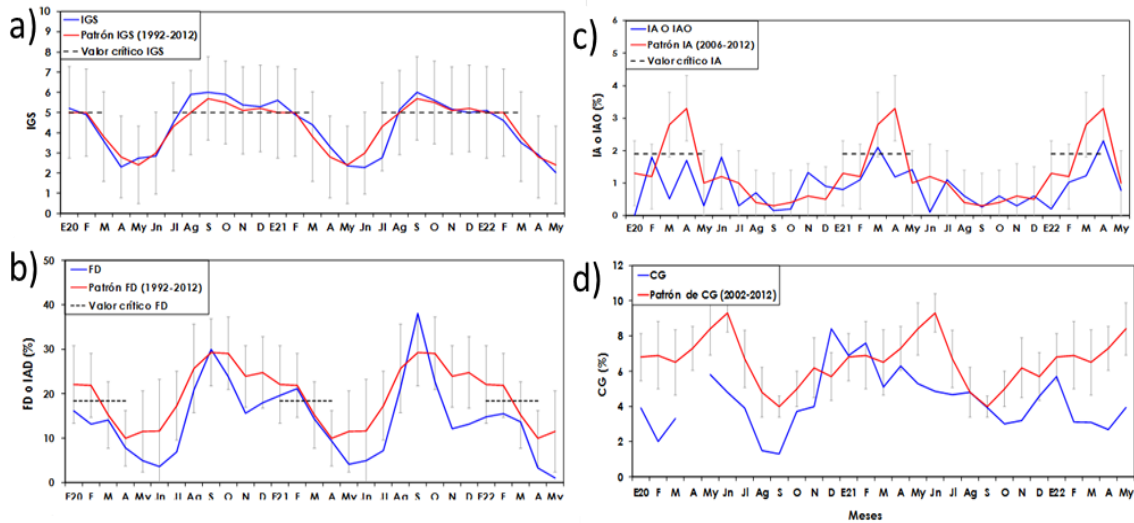 a)
IGS
Patrón IGS (1992-2012)
Valor crítico IGS
IGS
10
9
8
7
6
5
4
3
2
1
0
E20 F M A My Jn Jl Ag S O N D E21 F M A My Jn Jl Ag S O N D E22 F M A My
b)
FD
Patrón FD (1992-2012)
Valor crítico FD
FD o IAD (%)
50
40
30
20
10
0
E20 F M A My Jn Jl Ag S O N D E21 F M A My Jn Jl Ag S O N D E22 F M A My
c)
IA O IAO
Patrón IA (2006-2012)
Valor crítico IA
IA o IAO (%)
6
5
4
3
2
1
0
E20 F M A My Jn Jl Ag S O N D E21 F M A My Jn Jl Ag S O N D E22 F M A My
d)
CG
Patrón de CG (2002-2012)
CG (%)
12
10
8
6
4
2
0
E20 F M A My Jn Jl Ag S O N D E21 F M A My Jn Jl Ag S O N D E22 F M A My
Meses